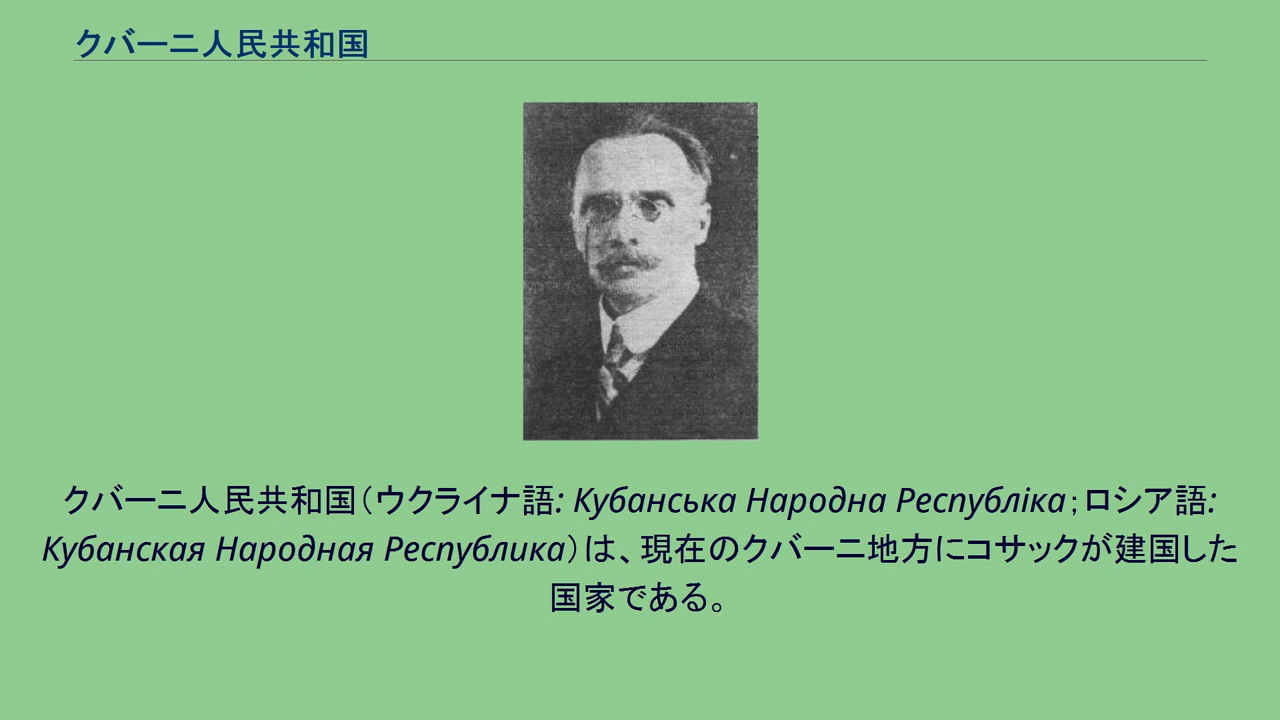 クバーニ人民共和国
クバーニ人民共和国（ウクライナ語: Кубанська Народна Республіка；ロシア語:
Кубанская Народная Республика）は、現在のクバーニ地方にコサックが建国した
国家である。